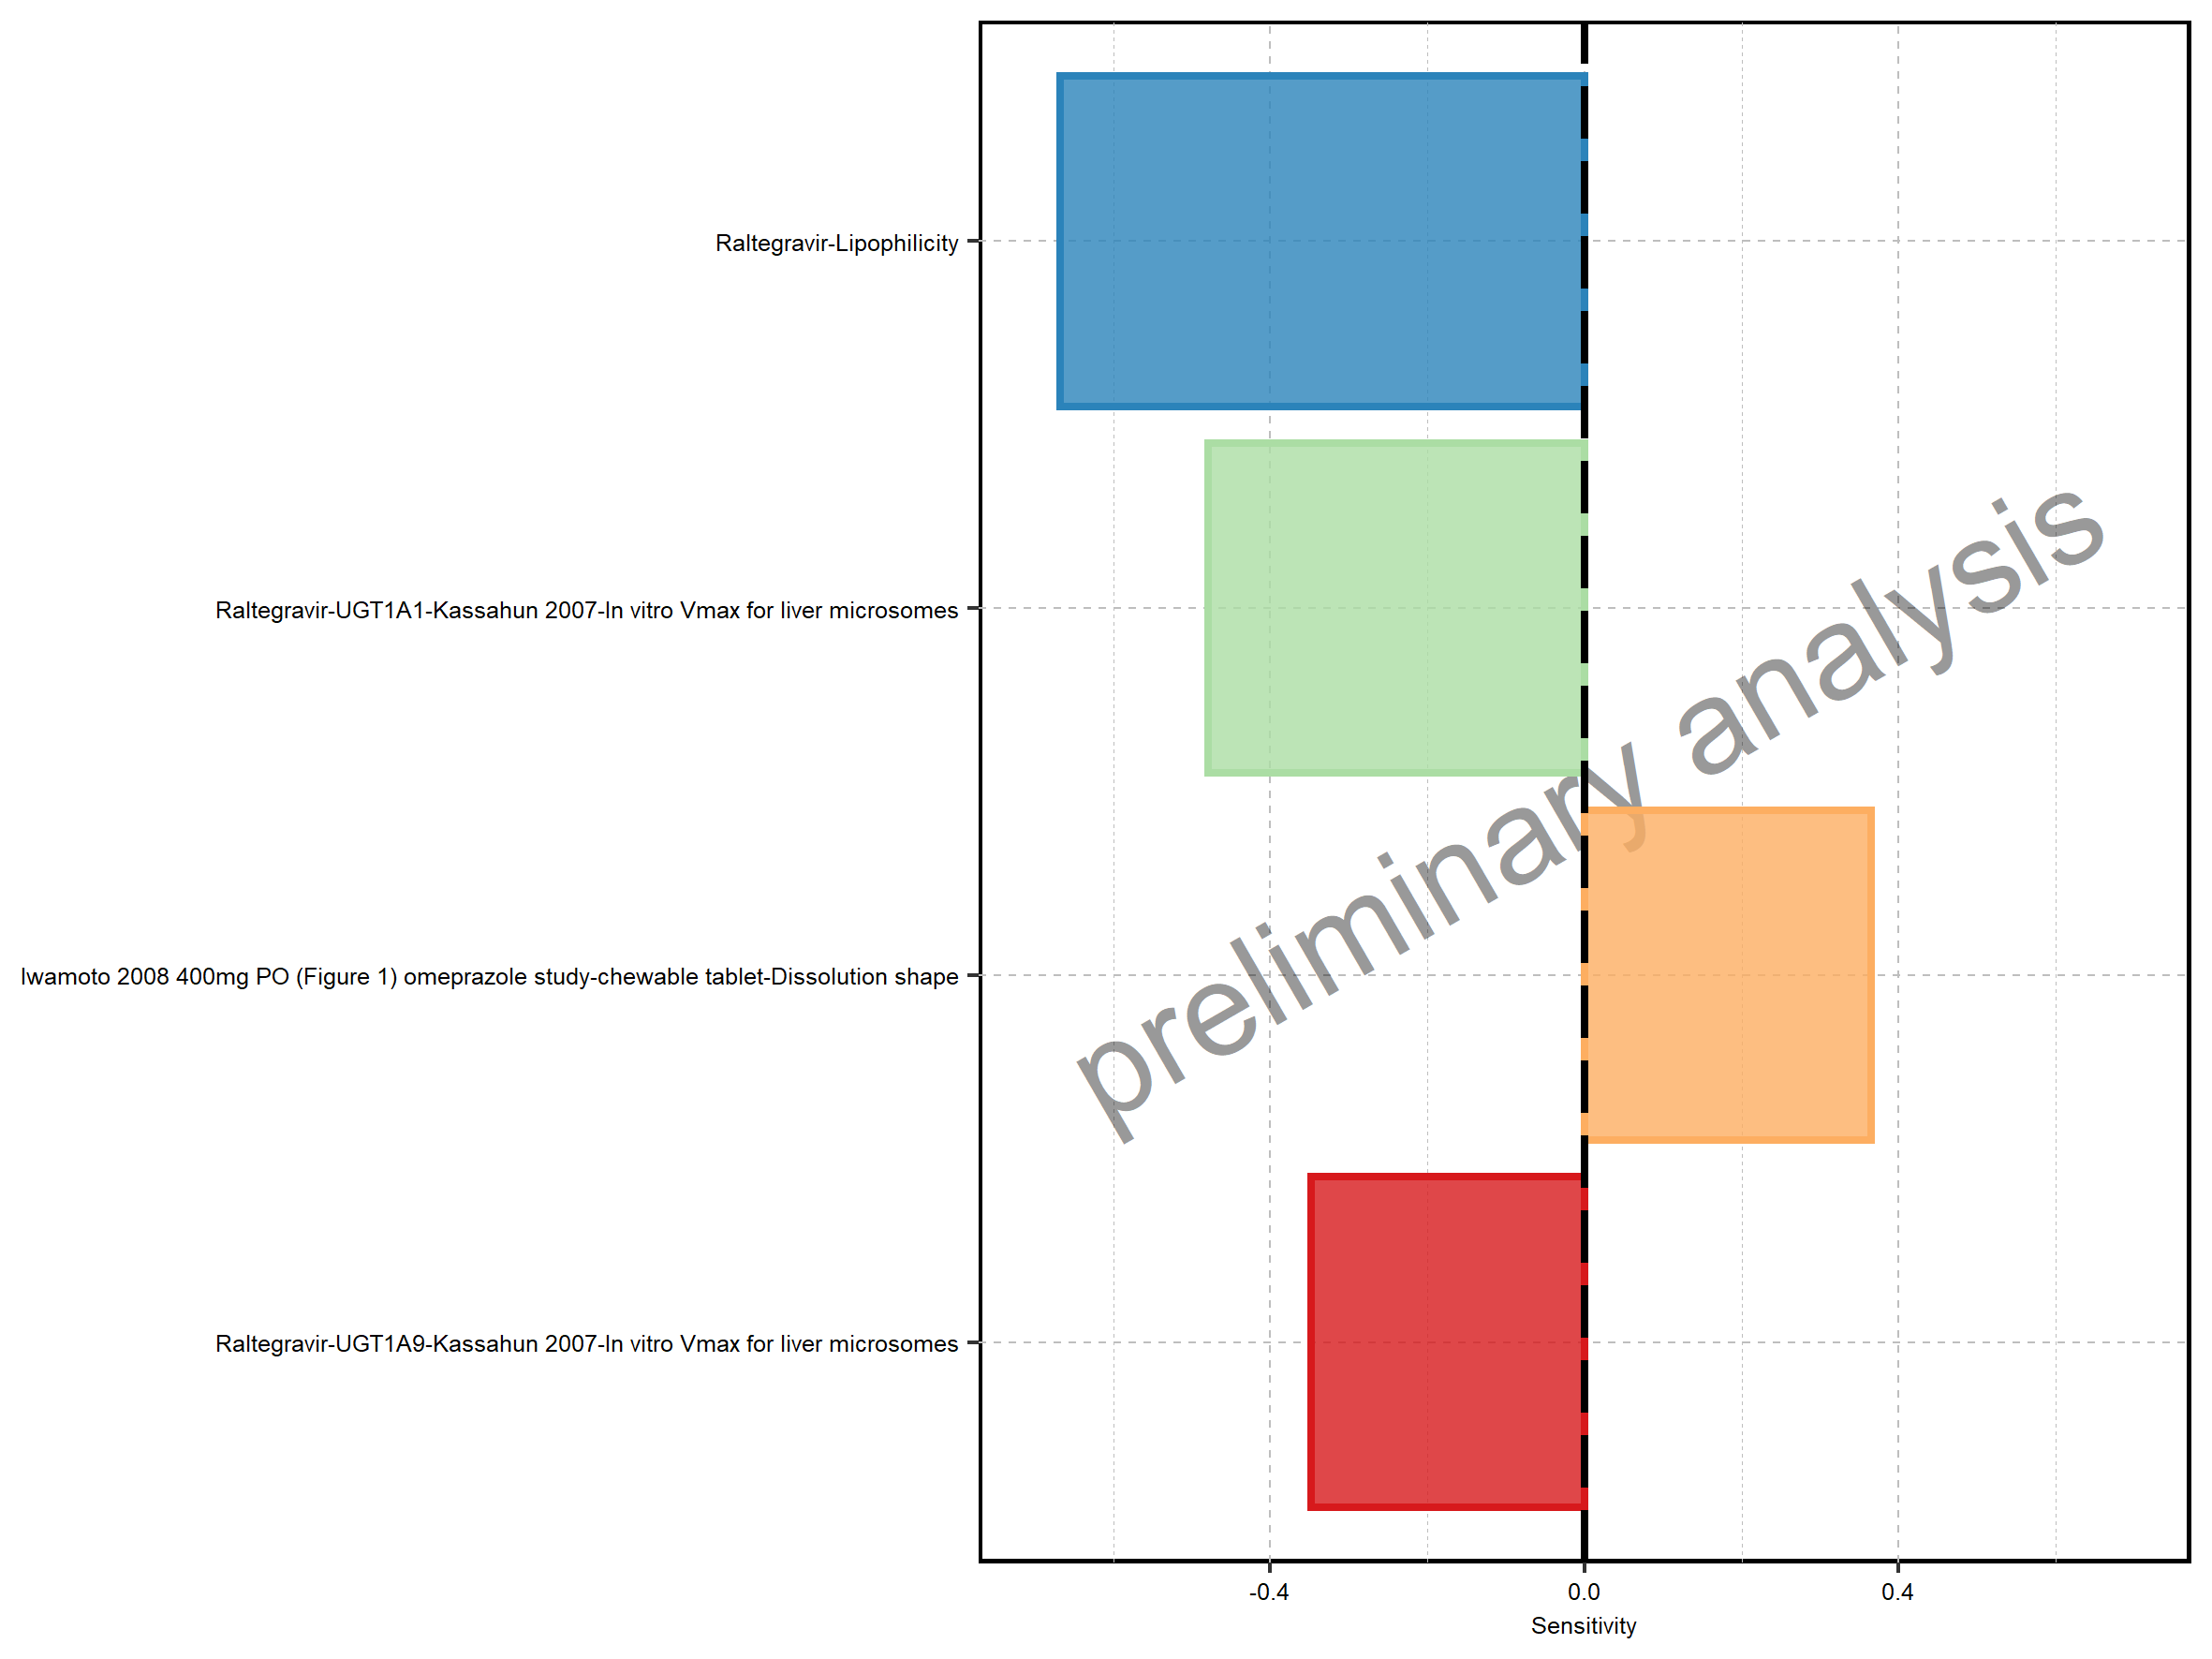 Raltegravir-Lipophilicity
Raltegravir-UGT1A1-Kassahun 2007-In vitro Vmax for liver microsomes
Iwamoto 2008 400mg PO (Figure 1) omeprazole study-chewable tablet-Dissolution shape
Raltegravir-UGT1A9-Kassahun 2007-In vitro Vmax for liver microsomes
preliminary analysis
-0.4 0.0 0.4
Sensitivity